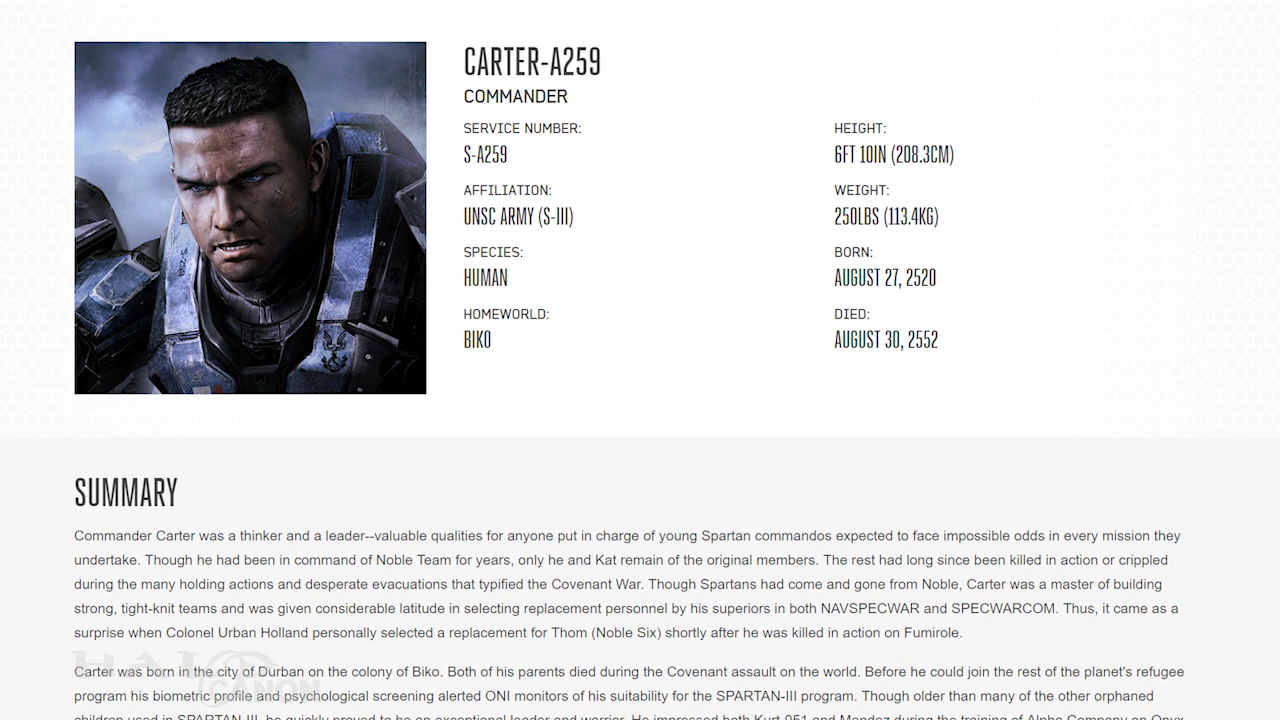 CARTER-A259
COMMANDER
SERVICE NUMBER:
S-A259
AFFILIATION:
UNSC ARMY (S-III)
SPECIES:
HUMAN
HOMEWORLD:
BIKO
HEIGHT:
6FT 10IN (208.3CM)
WEIGHT:
250LBS (113.4KG)
BORN:
AUGUST 27, 2520
DIED:
AUGUST 30, 2552
SUMMARY
Commander Carter was a thinker and a leader--valuable qualities for anyone put in charge of young Spartan commandos expected to face impossible odds in every mission they
undertake. Though he had been in command of Noble Team for years, only he and Kat remain of the original members. The rest had long since been killed in action or crippled
during the many holding actions and desperate evacuations that typified the Covenant War. Though Spartans had come and gone from Noble, Carter was a master of building
strong, tight-knit teams and was given considerable latitude in selecting replacement personnel by his superiors in both NAVSPECWAR and SPECWARCOM. Thus, it came as a
surprise when Colonel Urban Holland personally selected a replacement for Thom (Noble Six) shortly after he was killed in action on Fumirole.
Carter was born in the city of Durban on the colony of Biko. Both of his parents died during the Covenant assault on the world. Before he could join the rest of the planet's refugee
program his biometric profile and psychological screening alerted ONI monitors of his suitability for the SPARTAN-III program. Though older than many of the other orphaned
children used in SPARTAN-III, he quickly proved to be an exceptional leader and warrior. He impressed both Kurt-051 and Mendez during the training of Alpha Company on Onyx
HALO
CANON